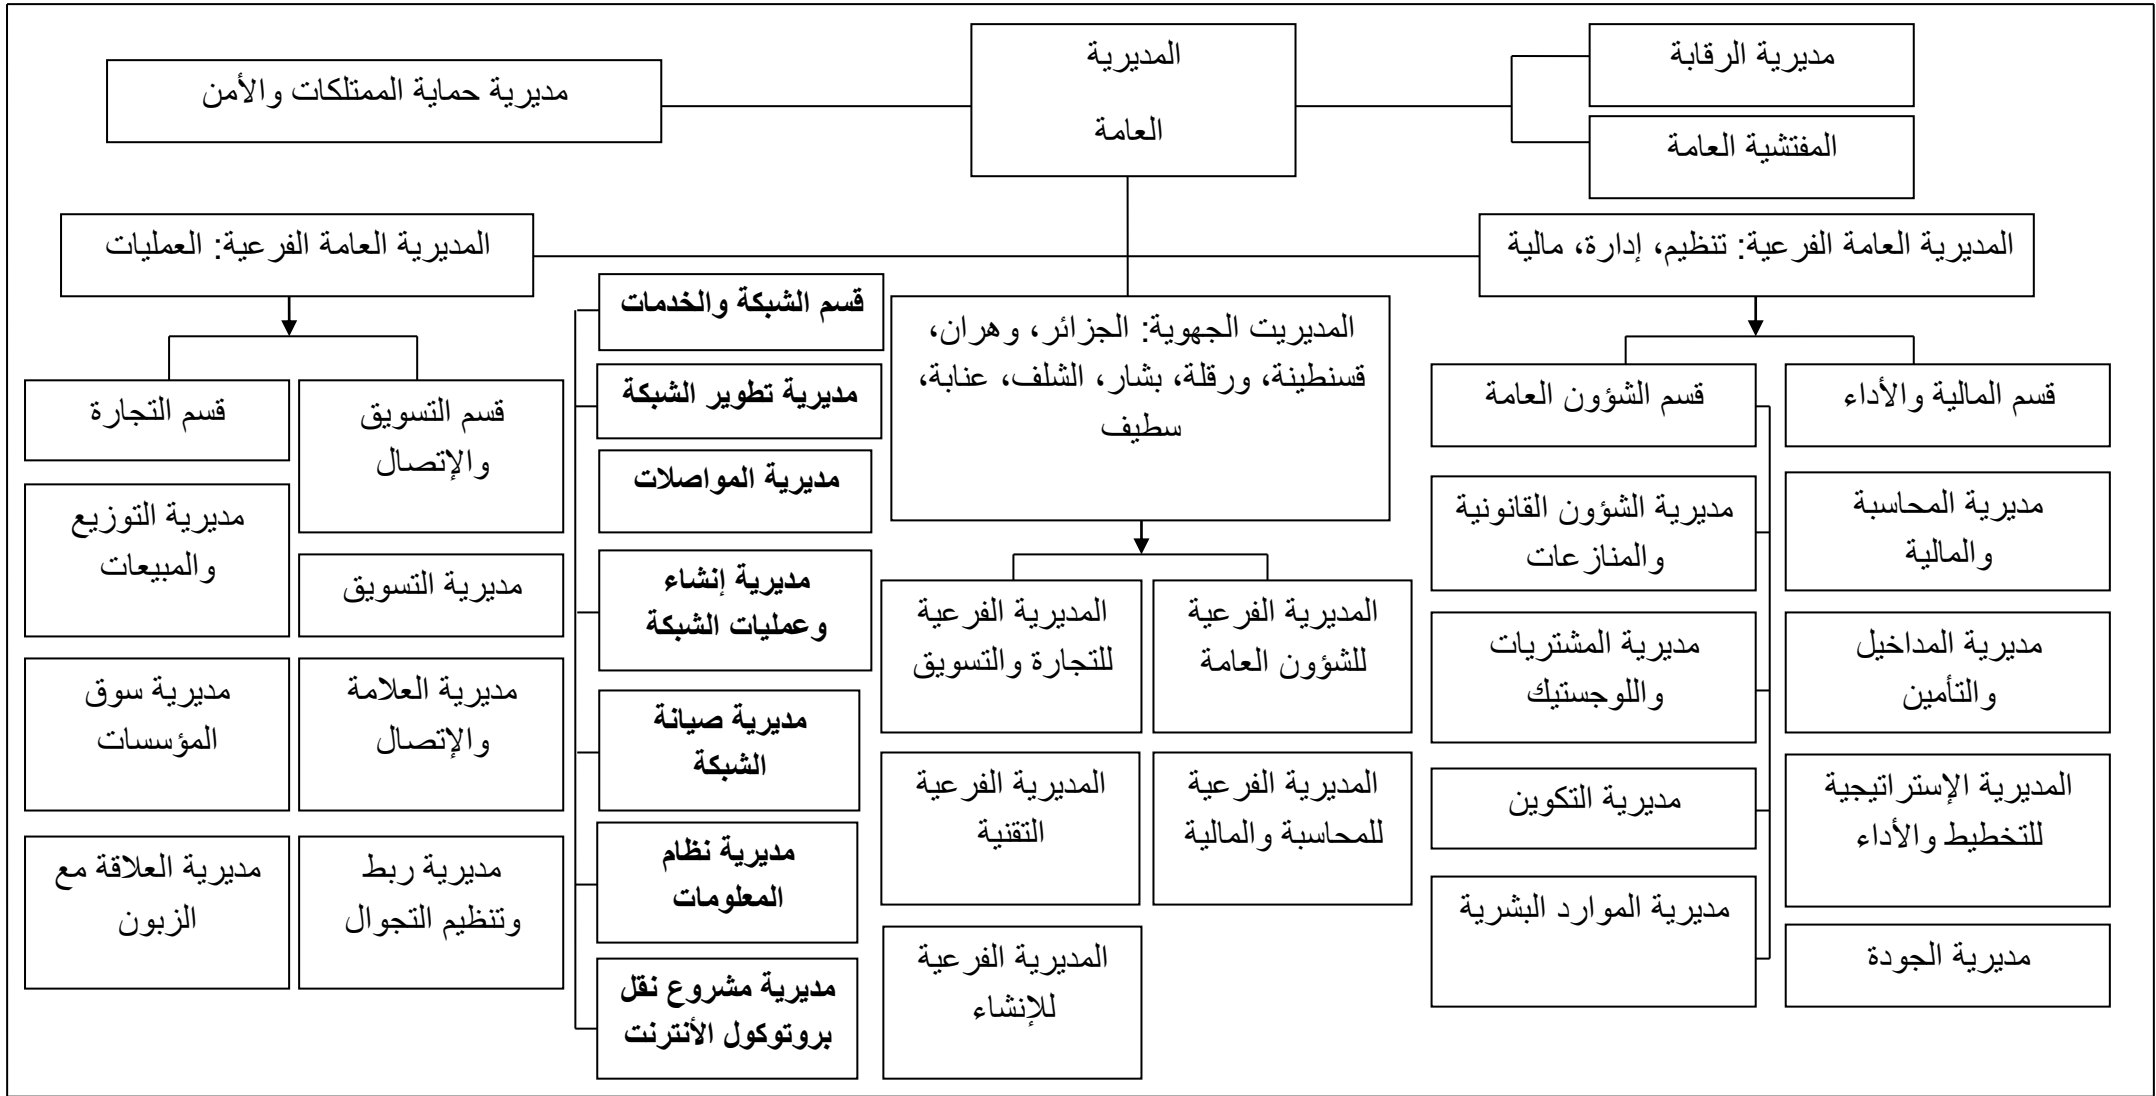 المديرية
العامة
مديرية الرقابة
المفتشية العامة
مديرية حماية الممتلكات والأمن
المديرية العامة الفرعية: تنظيم، إدارة، مالية
المديرية العامة الفرعية: العمليات
قسم المالية والأداء
مديرية المحاسبة
والمالية
مديرية المداخيل
والتأمين
المديرية الإستراتيجية
للتخطيط والأداء
مديرية الجودة
قسم الشؤون العامة
مديرية الشؤون القانونية
والمنازعات
مديرية المشتريات
واللوجستيك
مديرية التكوين
مديرية الموارد البشرية
المديريت الجهوية: الجزائر، وهران،
قسنطينة، ورقلة، بشار، الشلف، عنابة،
سطيف
المديرية الفرعية
للشؤون العامة
المديرية الفرعية
للتجارة والتسويق
المديرية الفرعية
للمحاسبة والمالية
المديرية الفرعية
التقنية
المديرية الفرعية
للإنشاء
قسم الشبكة والخدمات
مديرية تطوير الشبكة
مديرية المواصلات
مديرية إنشاء
وعمليات الشبكة
مديرية صيانة
الشبكة
مديرية نظام
المعلومات
مديرية مشروع نقل
بروتوكول الأنترنت
قسم التسويق
والإتصال
مديرية التسويق
مديرية العلامة
والإتصال
مديرية ربط
وتنظيم التجوال
قسم التجارة
مديرية التوزيع
والمبيعات
مديرية سوق
المؤسسات
مديرية العلاقة مع
الزبون